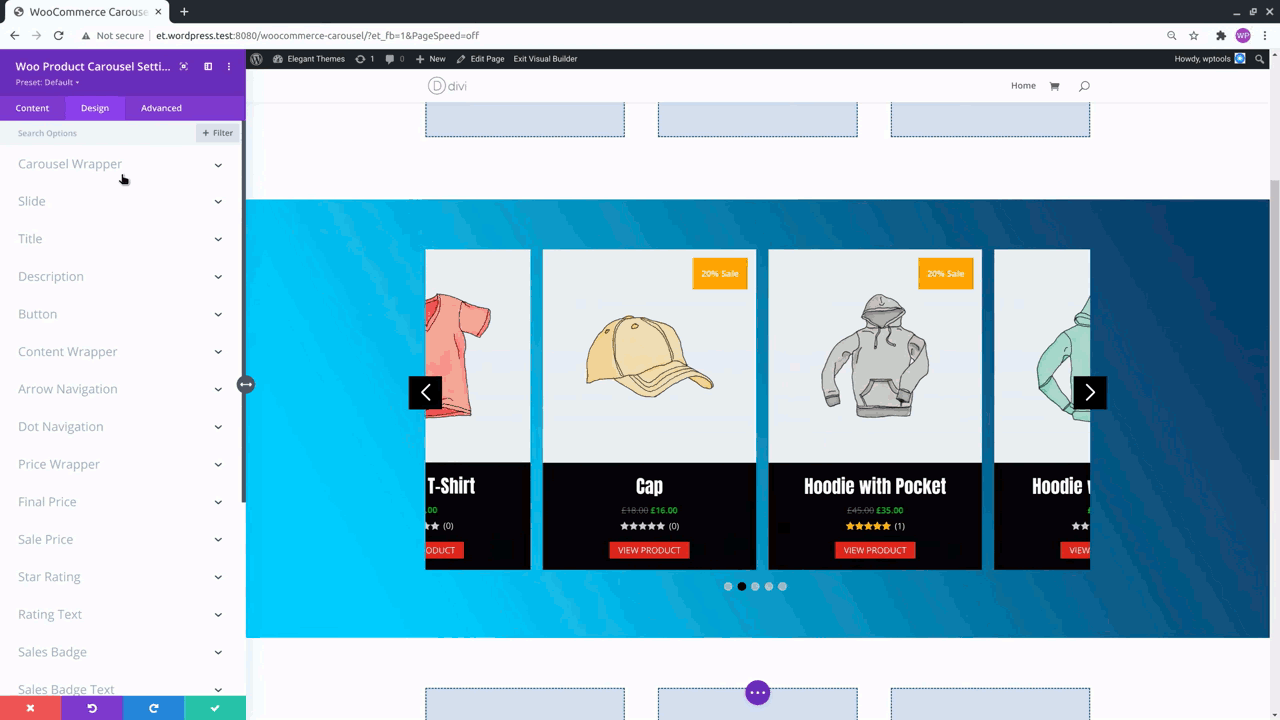 WooCommerce Carouse
Not secure
et.wordpress.test:8080/woocommerce-carousel/?et_fb=1&PageSpeed=off
WP
Woo Product Carousel Setti...
Preset: Default
Elegant Themes
1
0
New
Edit Page
Exit Visual Builder
Howdy, wptools
D divi
Home
Content
Design
Advanced
Search Options
+ Filter
Carousel Wrapper
Slide
Title
Description
Button
Content Wrapper
Arrow Navigation
Dot Navigation
Price Wrapper
Final Price
Sale Price
Star Rating
Rating Text
Sales Badge
Sales Badge Text
20% Sale
20% Sale
T-Shirt
.00
(0)
ODUCT
Cap
£18.00 £16.00
(0)
VIEW PRODUCT
Hoodie with Pocket
£45.00 £35.00
(1)
VIEW PRODUCT
Hoodie
VIEW